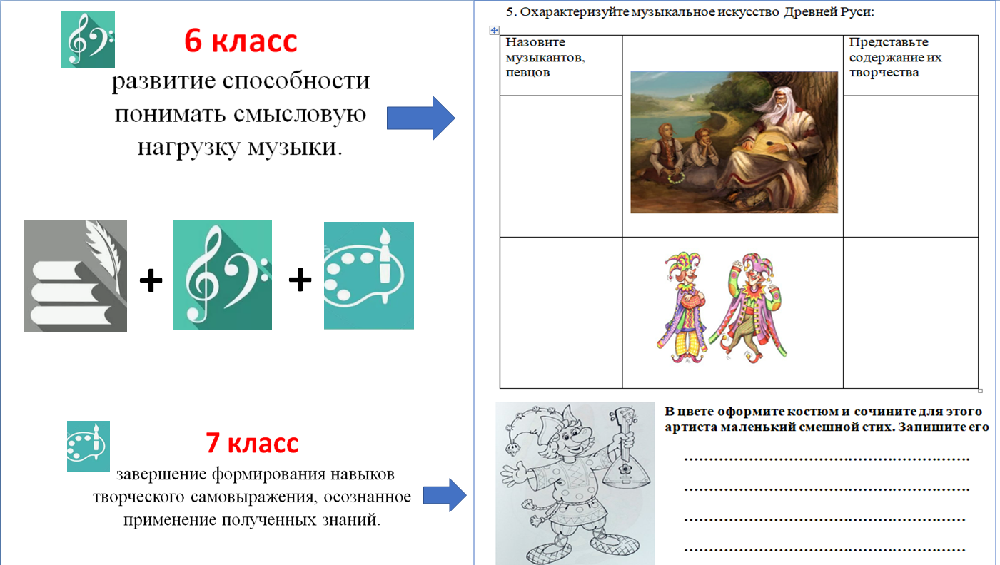 6 класс
развитие способности
понимать смысловую
нагрузку музыки.
+
+
7 класс
завершение формирования навыков
творческого самовыражения, осознанное
применение полученных знаний.
5. Охарактеризуйте музыкальное искусство Древней Руси:
Назовите
музыкантов,
певцов
Представьте
содержание их
творчества
В цвете оформите костюм и сочините для этого
артиста маленький смешной стих. Запишите его
……………………………………………….
……………………………………………….
………………………………………………
………………………………………………